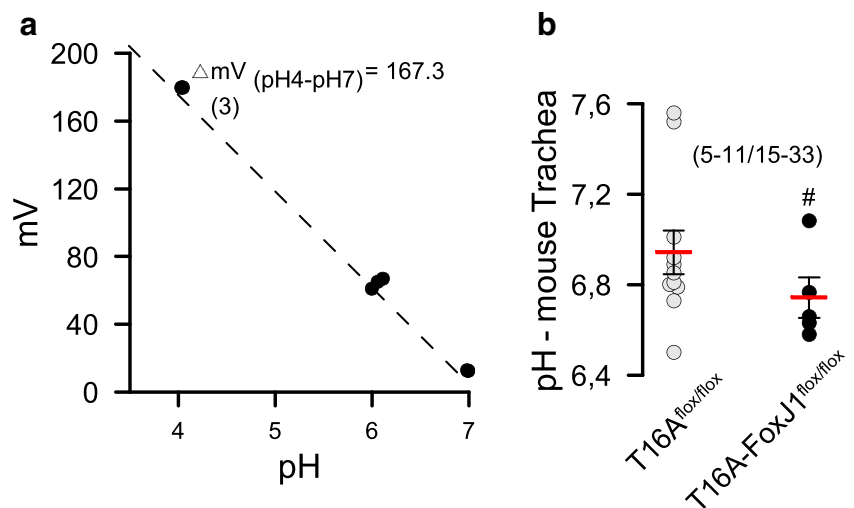 a
200
160
120
80
40
0
mV
△mV (pH4-pH7)= 167.3
(3)
4 5 6 7
pH
b
7,6
7,2
6,8
6,4
pH - mouse Trachea
(5-11/15-33)
#
T16Aflox/flox
T16A-FoxJ1flox/flox